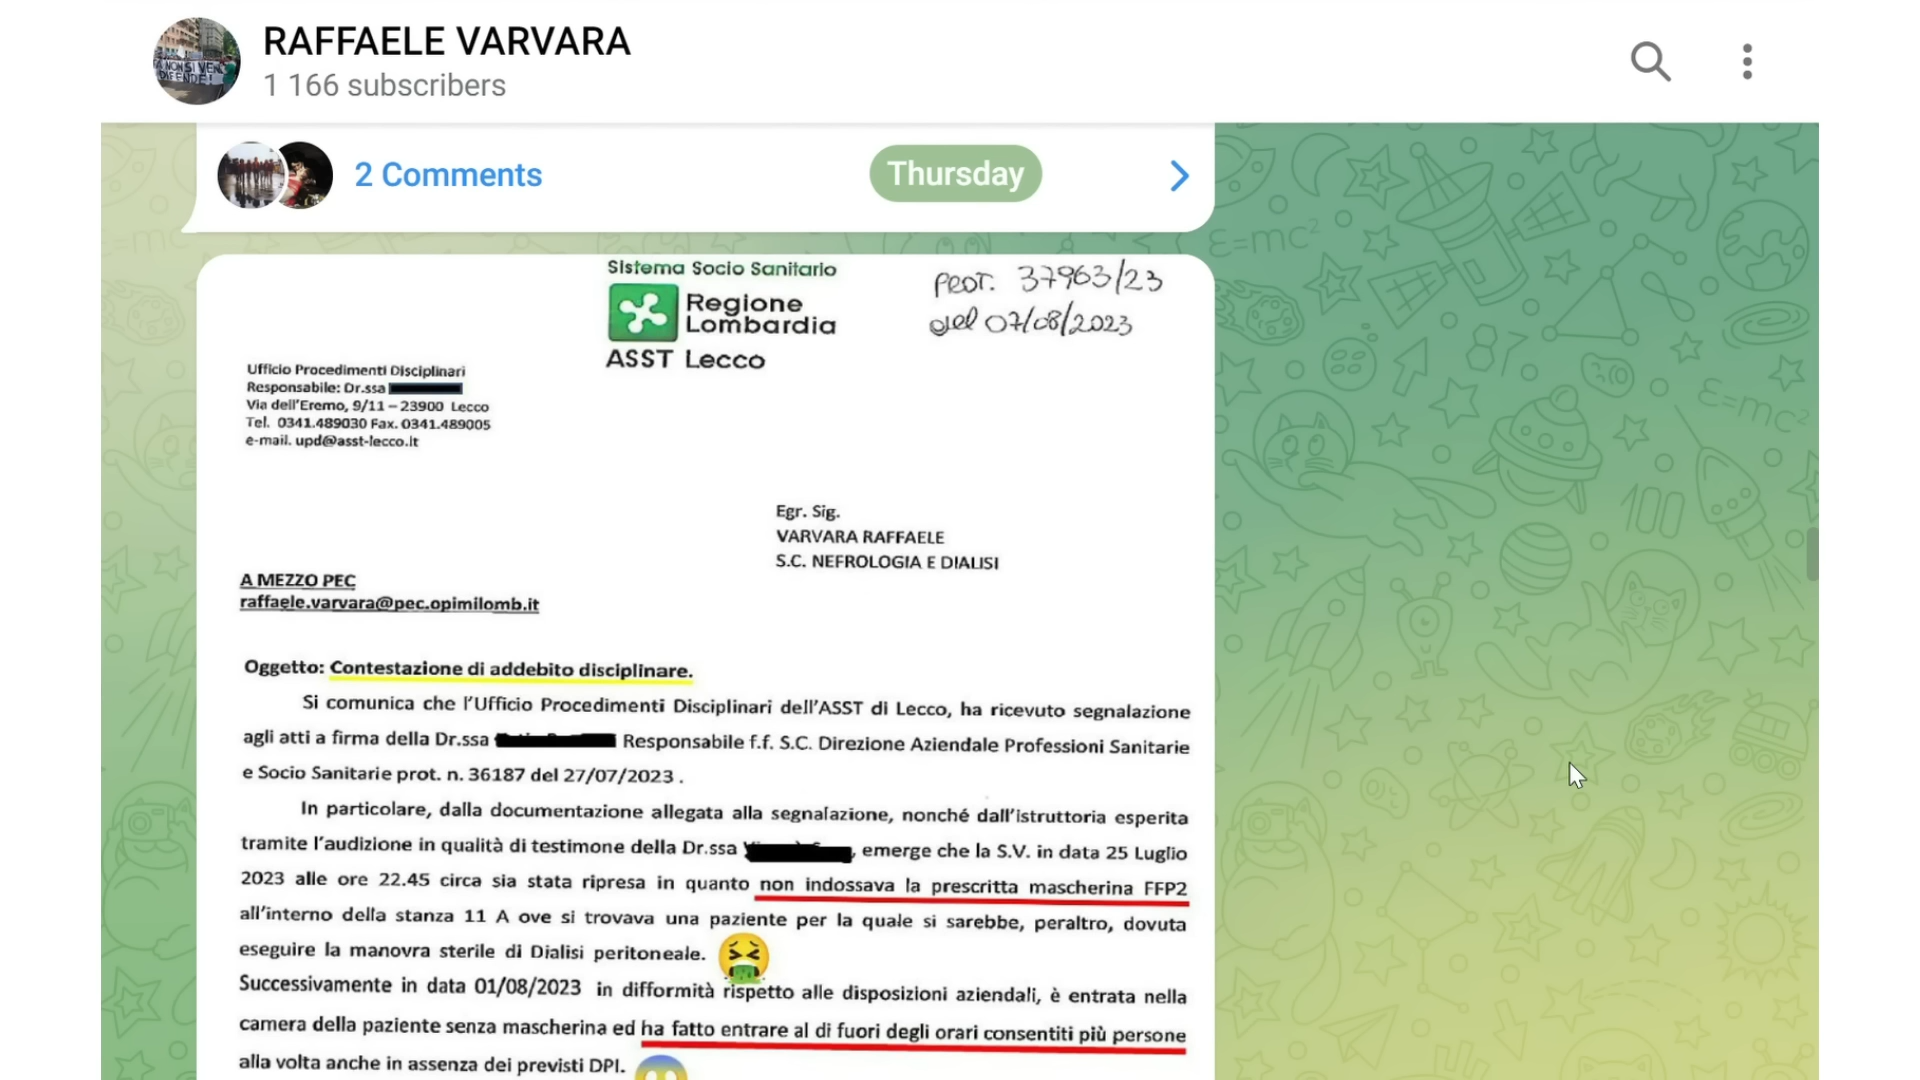 RAFFAELE VARVARA
1 166 subscribers
A NON SI VEN
DIFENDE!
2 Comments
Thursday
Sistema Socio Sanitario
Regione
Lombardia
ASST Lecco
PROT. 37963/23
del 07/08/2023
Ufficio Procedimenti Disciplinari
Responsabile: Dr.ssa
Via dell'Eremo, 9/11 – 23900 Lecco
Tel. 0341.489030 Fax. 0341.489005
e-mail. upd@asst-lecco.it
Egr. Sig.
VARVARA RAFFAELE
S.C. NEFROLOGIA E DIALISI
A MEZZO PEC
raffaele.varvara@pec.opimilomb.it
Oggetto: Contestazione di addebito disciplinare.
Si comunica che l'Ufficio Procedimenti Disciplinari dell'ASST di Lecco, ha ricevuto segnalazione
agli atti a firma della Dr.ssa Responsabile f.f. S.C. Direzione Aziendale Professioni Sanitarie
e Socio Sanitarie prot. n. 36187 del 27/07/2023 .
In particolare, dalla documentazione allegata alla segnalazione, nonché dall'istruttoria esperita
tramite l'audizione in qualità di testimone della Dr.ssa , emerge che la S.V. in data 25 Luglio
2023 alle ore 22.45 circa sia stata ripresa in quanto non indossava la prescritta mascherina FFP2
all'interno della stanza 11 A ove si trovava una paziente per la quale si sarebbe, peraltro, dovuta
eseguire la manovra sterile di Dialisi peritoneale.
Successivamente in data 01/08/2023 in difformità rispetto alle disposizioni aziendali, è entrata nella
camera della paziente senza mascherina ed ha fatto entrare al di fuori degli orari consentiti più persone
alla volta anche in assenza dei previsti DPI.